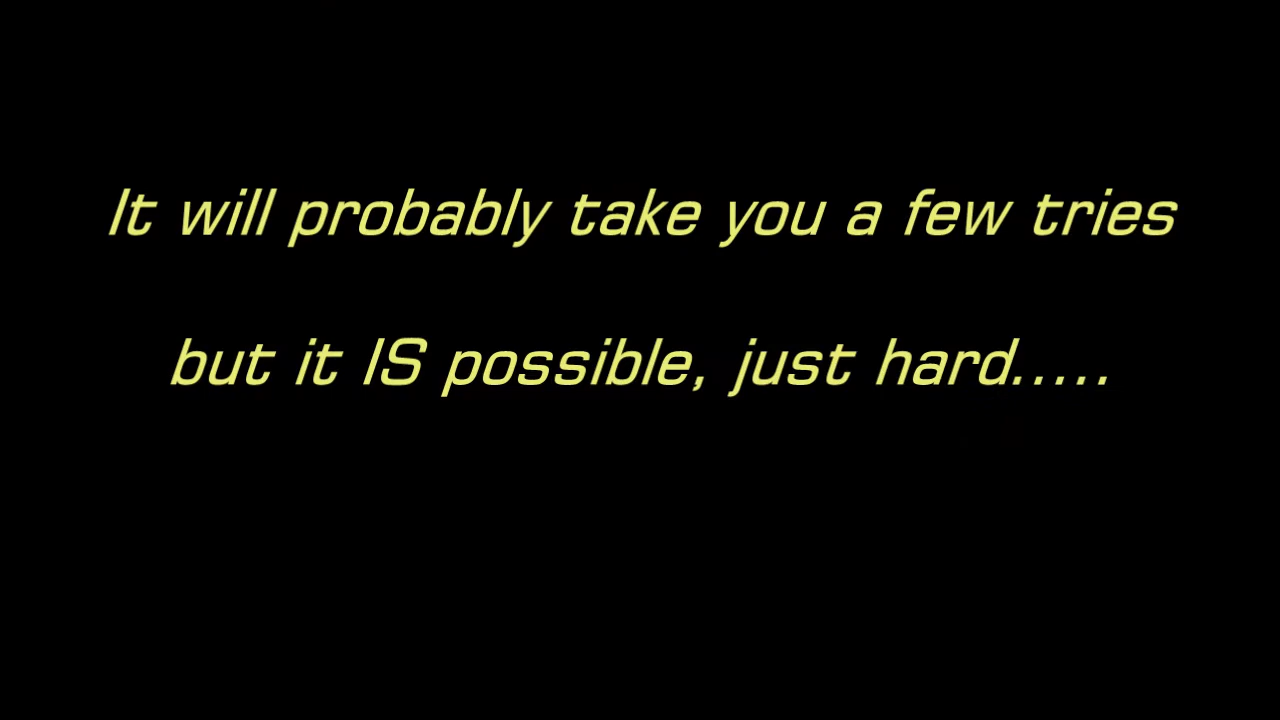 It will probably take you a few tries
but it IS possible, just hard.....